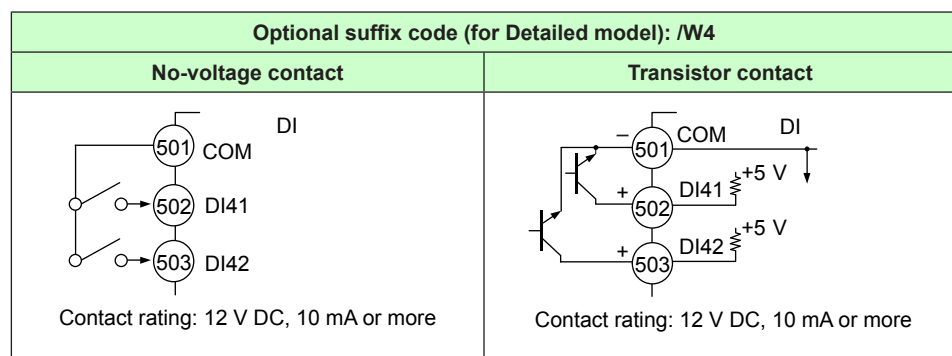 Optional suffix code (for Detailed model): /W4
No-voltage contact
Transistor contact
501
COM
DI
502
DI41
503
DI42
Contact rating: 12 V DC, 10 mA or more
–
501
COM
DI
+
502
DI41
+5 V
+
503
DI42
+5 V
Contact rating: 12 V DC, 10 mA or more